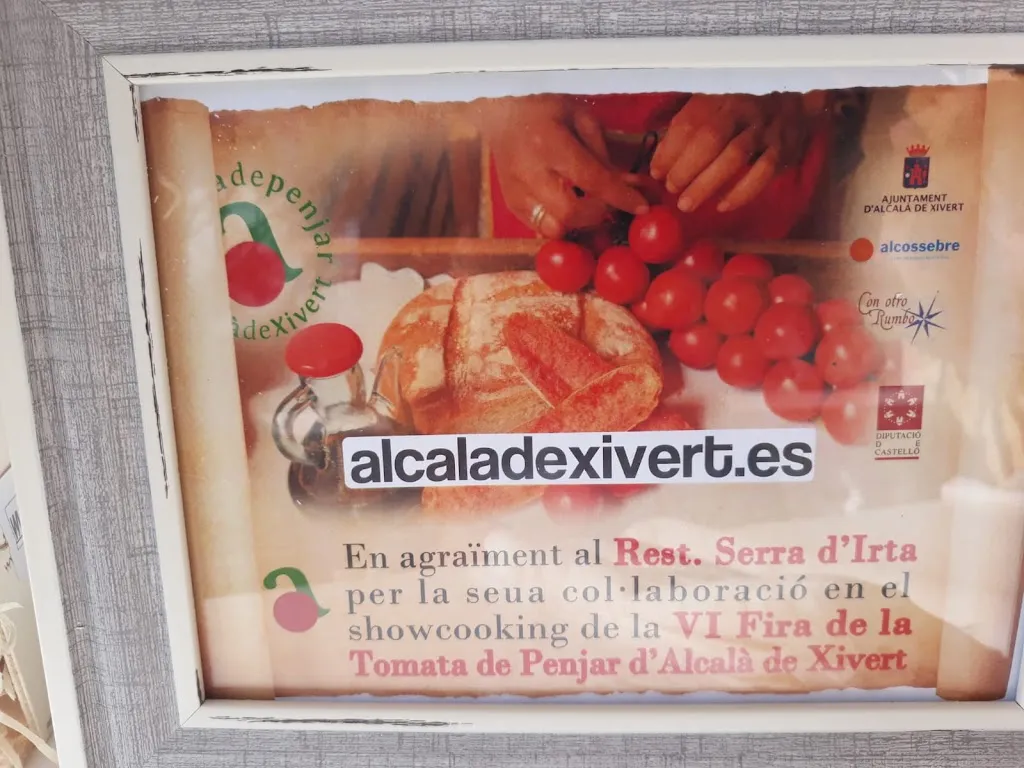 adepenjar
àdeXivert
AJUNTAMENT
D'ALCALÀ DE XIVERT
alcossebre
Con otro
Rumbo
DIPUTACIÓ
D E
CASTELLÓ
alcaladexivert.es
En agraïment al Rest. Serra d'Irta
per la seua col·laboració en el
showcooking de la VI Fira de la
Tomata de Penjar d'Alcalà de Xivert